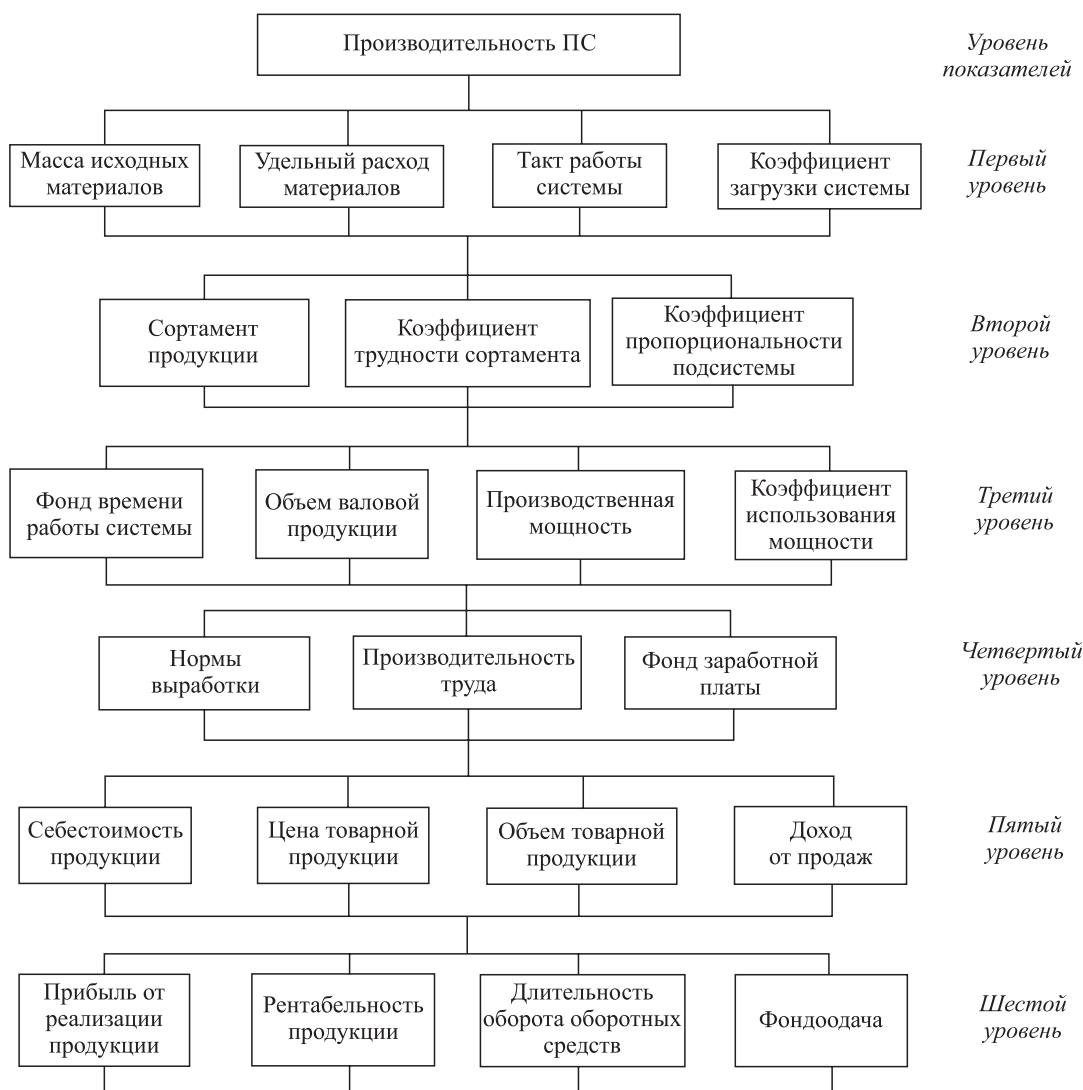 Производительность ПС
Уровень
показателей
Масса исходных
материалов
Удельный расход
материалов
Такт работы
системы
Коэффициент
загрузки системы
Первый
уровень
Сортамент
продукции
Коэффициент
трудности сортамента
Коэффициент
пропорциональности
подсистемы
Второй
уровень
Фонд времени
работы системы
Объем валовой
продукции
Производственная
мощность
Коэффициент
использования
мощности
Третий
уровень
Нормы
выработки
Производительность
труда
Фонд заработной
платы
Четвертый
уровень
Себестоимость
продукции
Цена товарной
продукции
Объем товарной
продукции
Доход
от продаж
Пятый
уровень
Прибыль от
реализации
продукции
Рентабельность
продукции
Длительность
оборота оборотных
средств
Фондоодача
Шестой
уровень